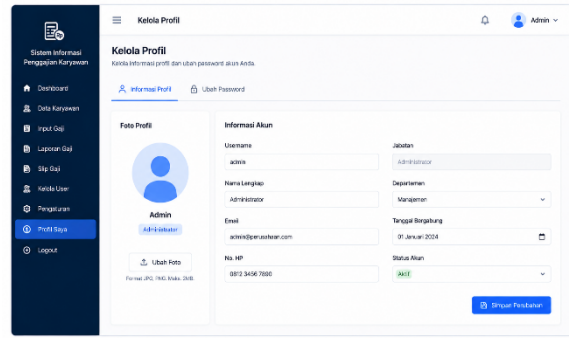 Sistem Informasi
Penggajian Karyawan
Dashboard
Data Karyawan
Input Gaji
Laporan Gaji
Slip Gaji
Kelola User
Pengaturan
Profil Saya
Logout
Kelola Profil
Admin
Kelola Profil
Kelola informasi profil dan ubah password akun Anda.
Informasi Profil
Ubah Password
Foto Profil
Admin
Administrator
Ubah Foto
Format JPG, PNG. Maks. 2MB.
Informasi Akun
Username
Jabatan
admin
Administrator
Nama Lengkap
Departemen
Administrator
Manajemen
Email
Tanggal Bergabung
admin@perusahaan.com
01 Januari 2024
No. HP
Status Akun
0812 3456 7890
Aktif
Simpan Perubahan